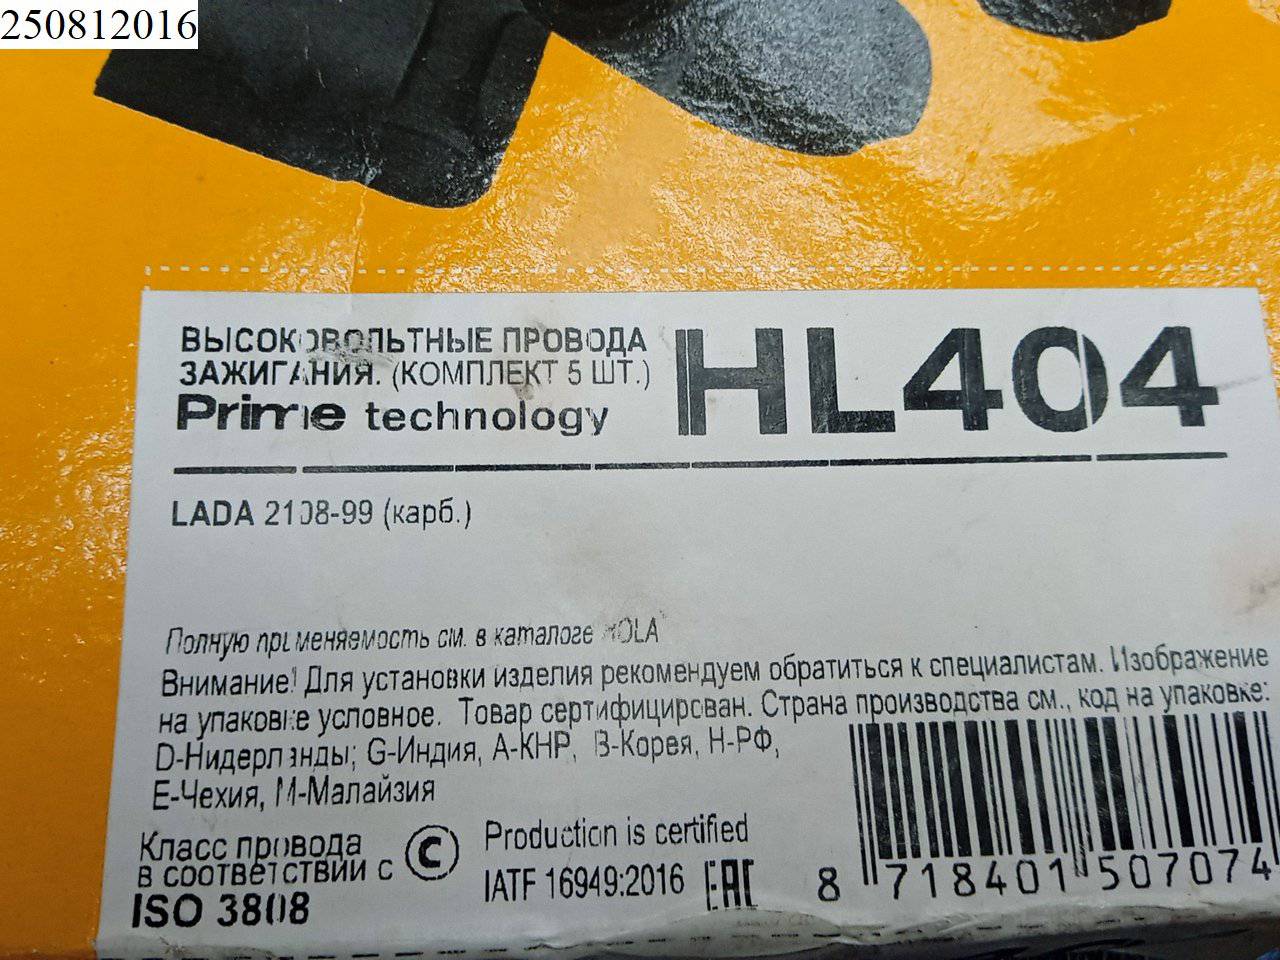 250812016
ВЫСОКОВОЛЬТНЫЕ ПРОВОДА
ЗАЖИГАНИЯ. (КОМПЛЕКТ 5 ШТ.)
Prime technology
HL404
LADA 2108-99 (карб.)
Полную применяемость см. в каталоге HOLA
Внимание! Для установки изделия рекомендуем обратиться к специалистам. Изображение
на упаковке условное. Товар сертифицирован. Страна производства см., код на упаковке:
D-Нидерланды; G-Индия, A-КНР, B-Корея, H-РФ,
E-Чехия, M-Малайзия
Класс провода
в соответствии с
ISO 3808
C
Production is certified
IATF 16949:2016
EAC
8 718401 507074